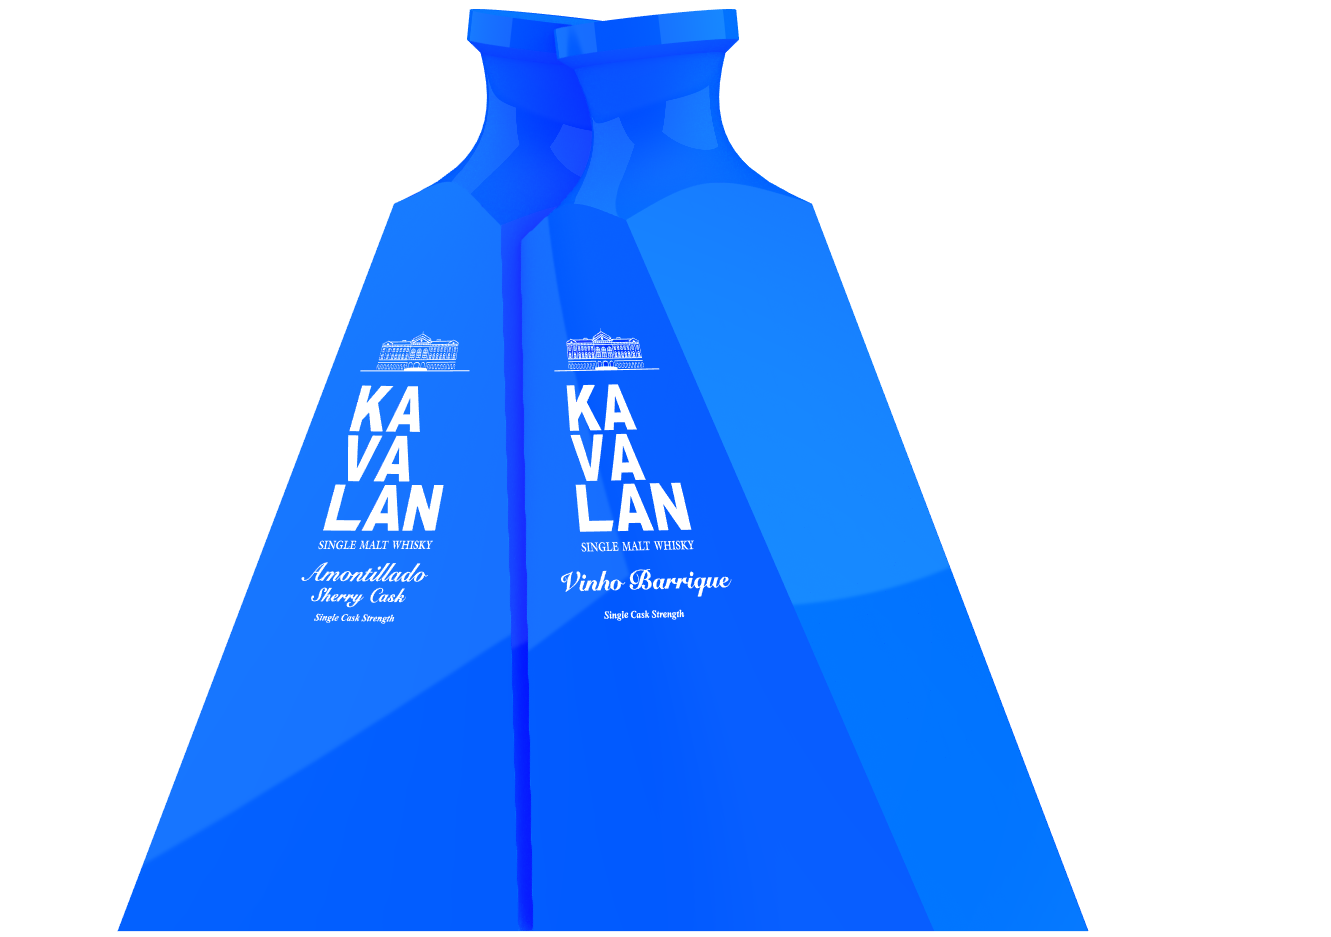 KA
VA
LAN
SINGLE MALT WHISKY
Amontillado
Sherry Cask
Single Cask Strength
KA
VA
LAN
SINGLE MALT WHISKY
Vinho Barrique
Single Cask Strength